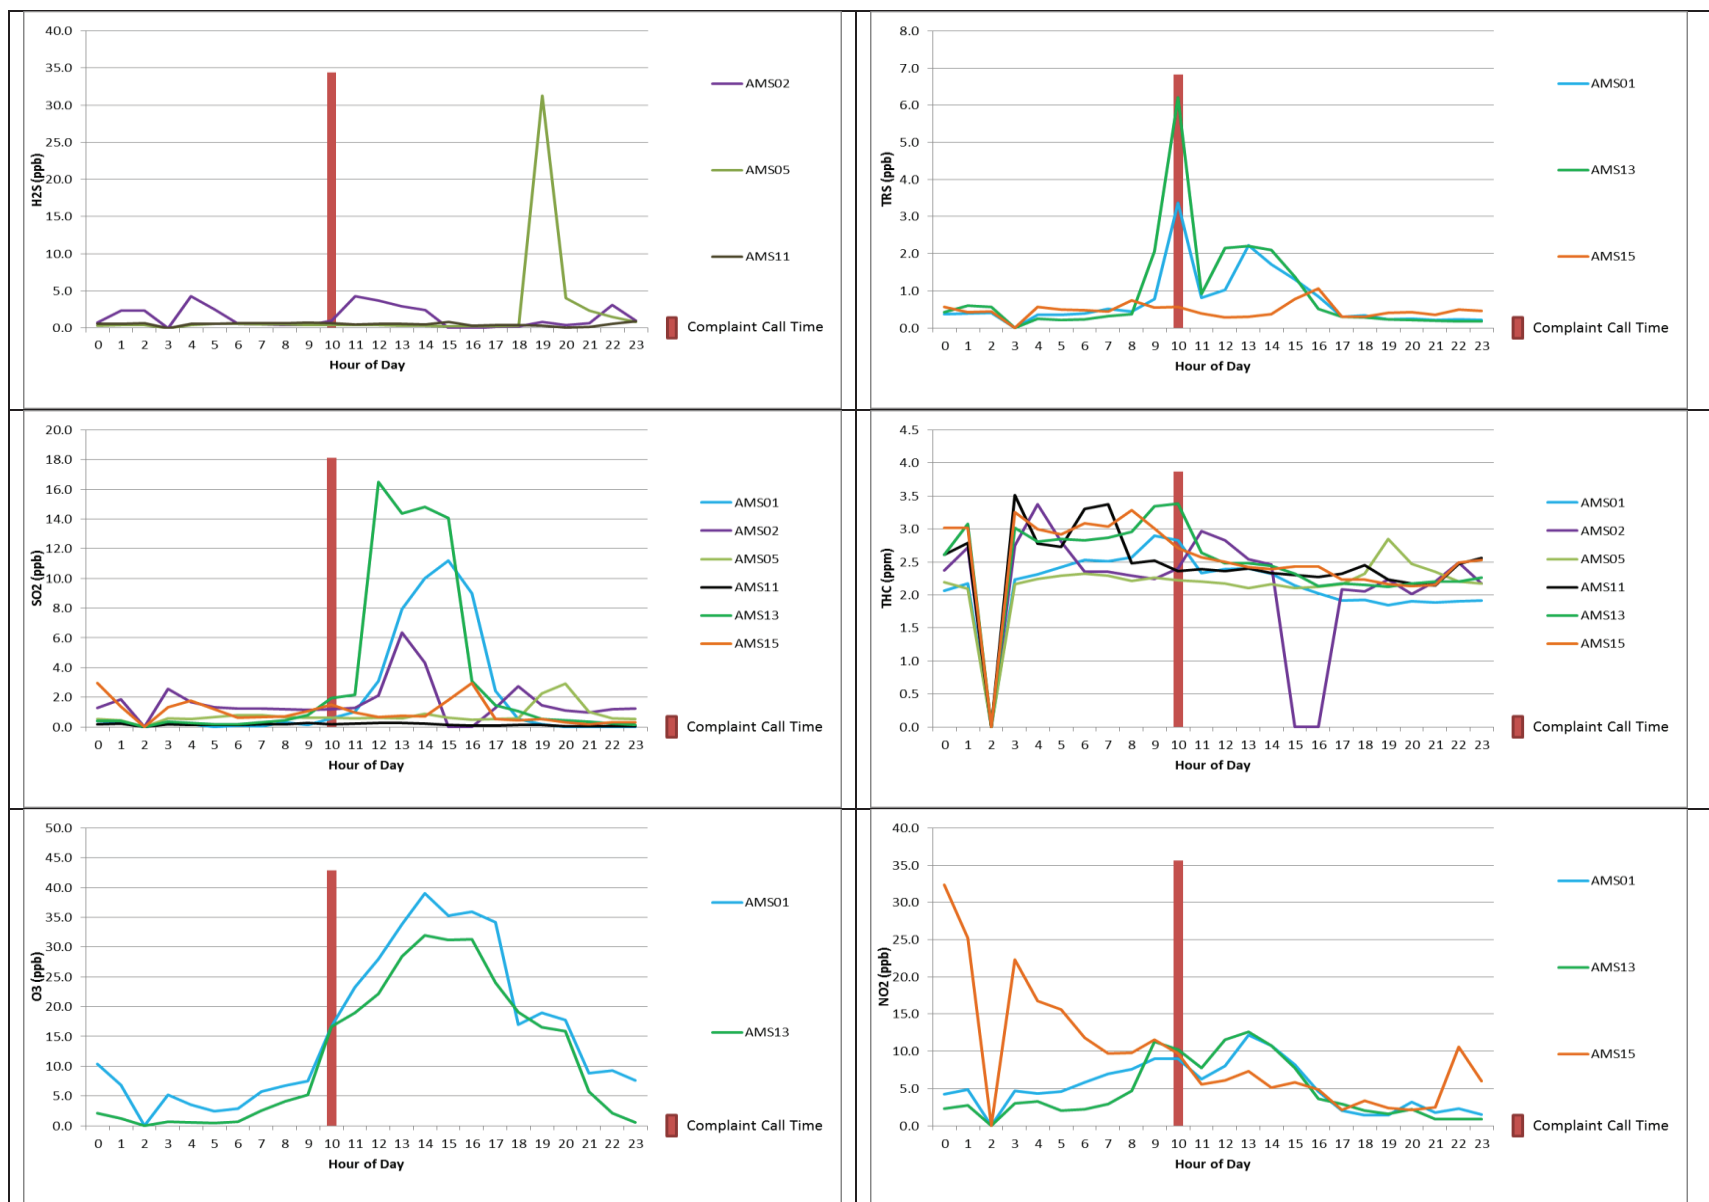 40.0
35.0
30.0
25.0
20.0
15.0
10.0
5.0
0.0
H2S (ppb)
0 1 2 3 4 5 6 7 8 9 10 11 12 13 14 15 16 17 18 19 20 21 22 23
Hour of Day
AMS02
AMS05
AMS11
Complaint Call Time
8.0
7.0
6.0
5.0
4.0
3.0
2.0
1.0
0.0
TRS (ppb)
0 1 2 3 4 5 6 7 8 9 10 11 12 13 14 15 16 17 18 19 20 21 22 23
Hour of Day
AMS01
AMS13
AMS15
Complaint Call Time
20.0
18.0
16.0
14.0
12.0
10.0
8.0
6.0
4.0
2.0
0.0
SO2 (ppb)
0 1 2 3 4 5 6 7 8 9 10 11 12 13 14 15 16 17 18 19 20 21 22 23
Hour of Day
AMS01
AMS02
AMS05
AMS11
AMS13
AMS15
Complaint Call Time
4.5
4.0
3.5
3.0
2.5
2.0
1.5
1.0
0.5
0.0
THC (ppm)
0 1 2 3 4 5 6 7 8 9 10 11 12 13 14 15 16 17 18 19 20 21 22 23
Hour of Day
AMS01
AMS02
AMS05
AMS11
AMS13
AMS15
Complaint Call Time
50.0
45.0
40.0
35.0
30.0
25.0
20.0
15.0
10.0
5.0
0.0
O3 (ppb)
0 1 2 3 4 5 6 7 8 9 10 11 12 13 14 15 16 17 18 19 20 21 22 23
Hour of Day
AMS01
AMS13
Complaint Call Time
40.0
35.0
30.0
25.0
20.0
15.0
10.0
5.0
0.0
NO2 (ppb)
0 1 2 3 4 5 6 7 8 9 10 11 12 13 14 15 16 17 18 19 20 21 22 23
Hour of Day
AMS01
AMS13
AMS15
Complaint Call Time